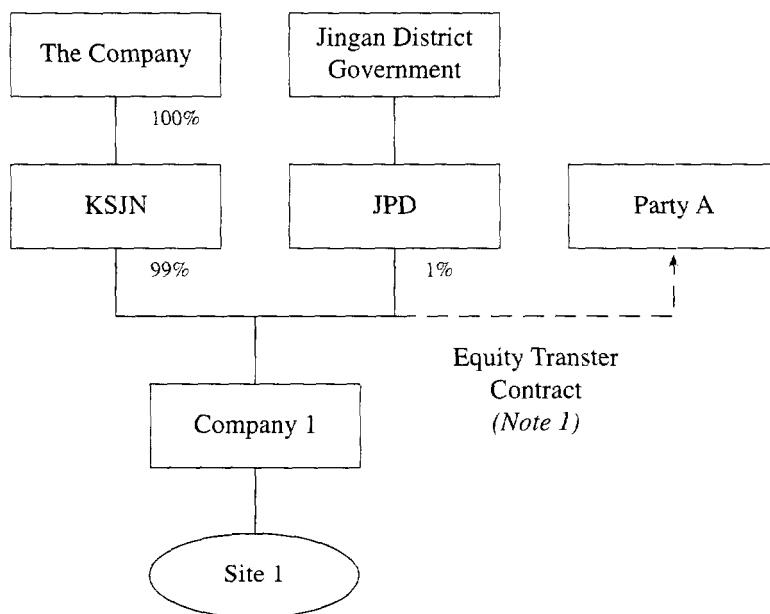 The Company
Jingan District
Government
100%
KSJN
JPD
Party A
99%
1%
Equity Transter
Contract
(Note 1)
Company 1
Site 1